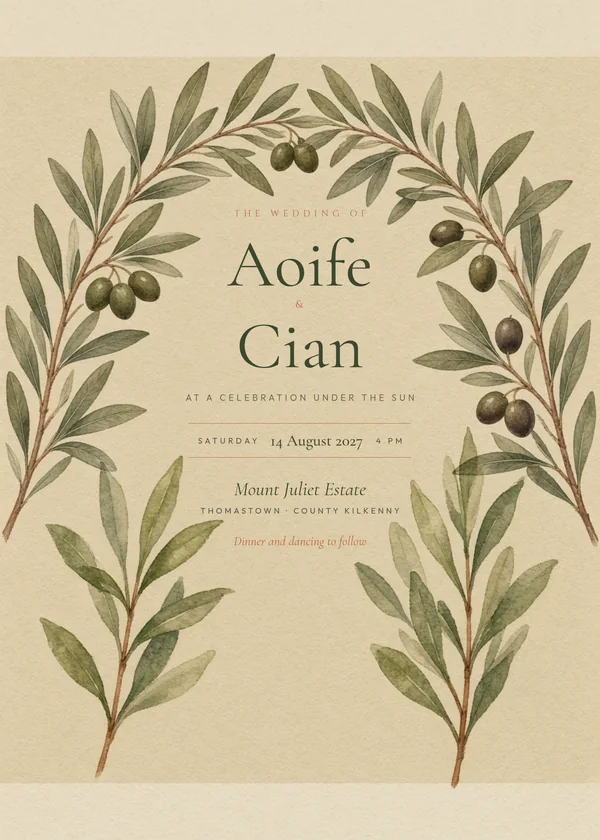 THE WEDDING OF
Aoife
&
Cian
AT A CELEBRATION UNDER THE SUN
SATURDAY 14 August 2027 4 PM
Mount Juliet Estate
THOMASTOWN · COUNTY KILKENNY
Dinner and dancing to follow